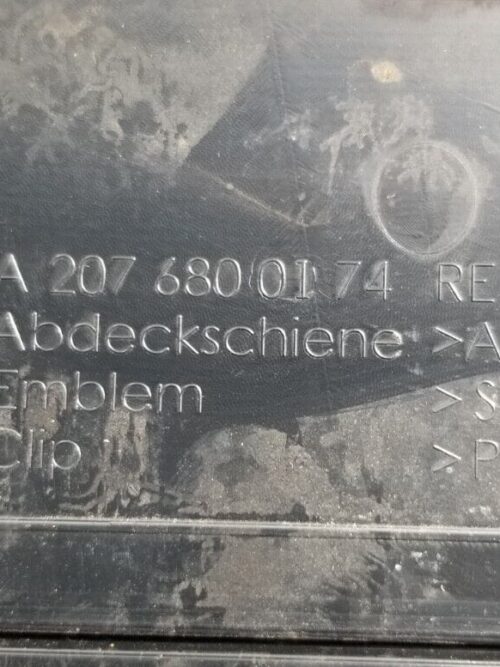 A 207 680 01 74 RE
Abdeckschiene >A
Emblem >S
Clip >P